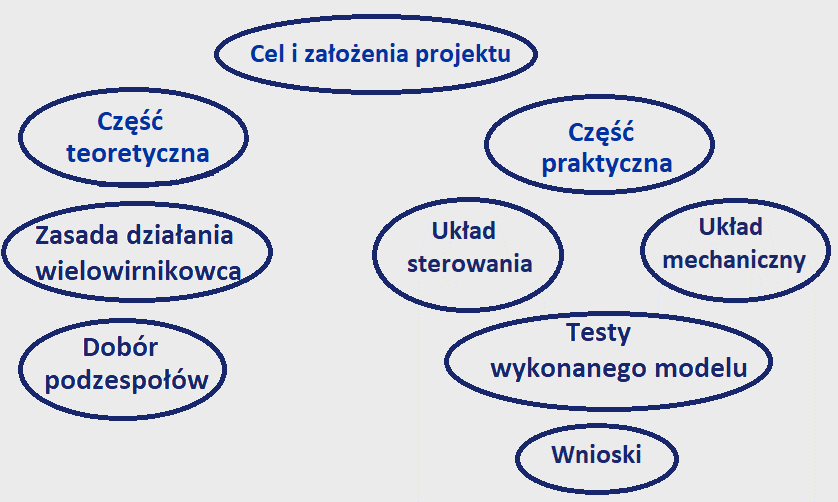 Cel i założenia projektu
Część
teoretyczna
Część
praktyczna
Zasada działania
wielowirnikowca
Układ
sterowania
Układ
mechaniczny
Dobór
podzespołów
Testy
wykonanego modelu
Wnioski